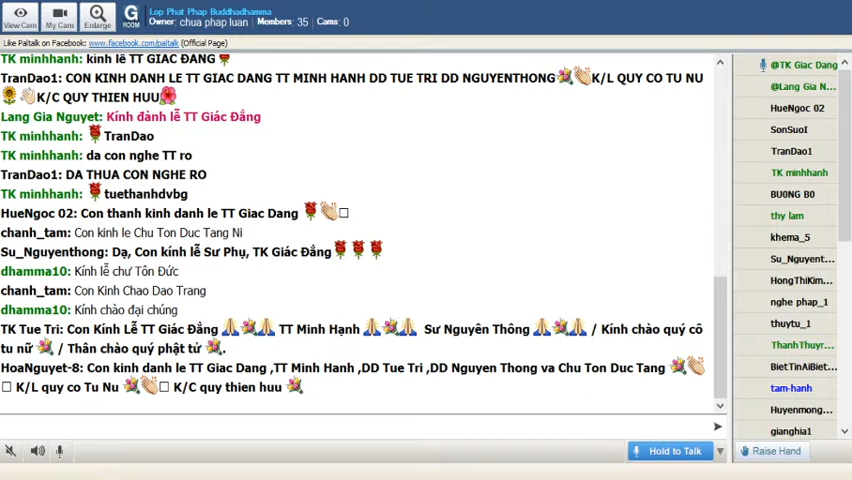 View Cam
My Cam
Enlarge
G
ROOM
Lop Phat Phap Buddhadhamma
Owner: chua phap luan Members: 35 Cams: 0
Like Paltalk on Facebook: www.facebook.com/paltalk (Official Page)
TK minhhanh: kinh lê TT GIAC ĐANG
TranDao1: CON KINH DANH LE TT GIAC DANG TT MINH HANH DD TUE TRI DD NGUYENTHONG K/L QUY CO TU NU
K/C QUY THIEN HUU
Lang Gia Nguyet: Kính đảnh lễ TT Giác Đẳng
TK minhhanh: TranDao
TK minhhanh: da con nghe TT ro
TranDao1: DA THUA CON NGHE RO
TK minhhanh: tuethanhdvbg
HueNgoc 02: Con thanh kinh danh le TT Giac Dang
chanh_tam: Con kinh le Chu Ton Duc Tang Ni
Su_Nguyenthong: Dạ, Con kính lễ Sư Phụ, TK Giác Đẳng
dhamma10: Kính lễ chư Tôn Đức
chanh_tam: Con Kinh Chao Dao Trang
dhamma10: Kính chào đại chúng
TK Tue Tri: Con Kính Lễ TT Giác Đẳng TT Minh Hạnh Sư Nguyên Thông / Kính chào quý cô
tu nữ / Thân chào quý phật tử .
HoaNguyet-8: Con kinh danh le TT Giac Dang ,TT Minh Hanh ,DD Tue Tri ,DD Nguyen Thong va Chu Ton Duc Tang
K/L quy co Tu Nu K/C quy thien huu
@TK Giac Dang
@Lang Gia N...
HueNgoc 02
SonSuoI
TranDao1
TK minhhanh
BU0NG B0
thy lam
khema_5
Su_Nguyent...
HongThiKim...
nghe phap_1
thuytu_1
ThanhThuyr...
BietTinAiBiet...
tam-hanh
Huyenmong...
gianghia1
Hold to Talk
Raise Hand